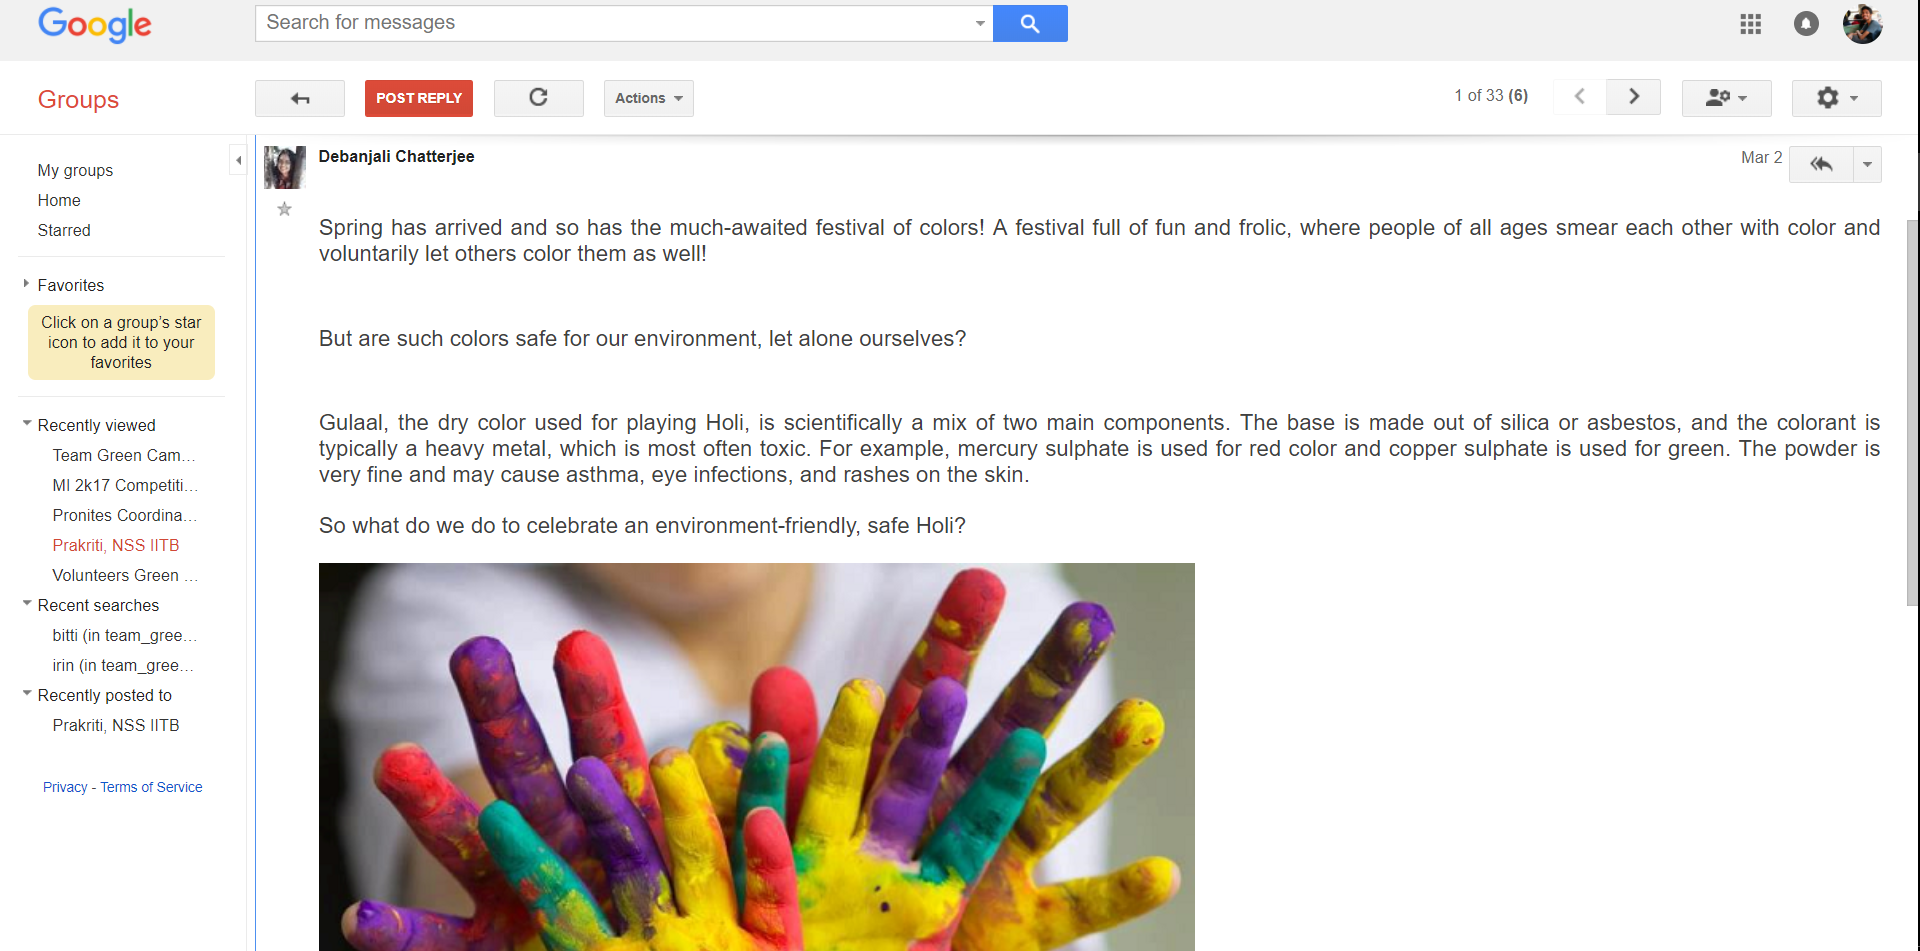 Google
Search for messages
Groups
POST REPLY
Actions
1 of 33 (6)
My groups
Home
Starred
Favorites
Click on a group's star
icon to add it to your
favorites
Recently viewed
Team Green Cam…
MI 2k17 Competiti…
Pronites Coordina…
Prakriti, NSS IITB
Volunteers Green …
Recent searches
bitti (in team_gree…
irin (in team_gree…
Recently posted to
Prakriti, NSS IITB
Privacy - Terms of Service
Debanjali Chatterjee
Mar 2
Spring has arrived and so has the much-awaited festival of colors! A festival full of fun and frolic, where people of all ages smear each other with color and
voluntarily let others color them as well!
But are such colors safe for our environment, let alone ourselves?
Gulaal, the dry color used for playing Holi, is scientifically a mix of two main components. The base is made out of silica or asbestos, and the colorant is
typically a heavy metal, which is most often toxic. For example, mercury sulphate is used for red color and copper sulphate is used for green. The powder is
very fine and may cause asthma, eye infections, and rashes on the skin.
So what do we do to celebrate an environment-friendly, safe Holi?